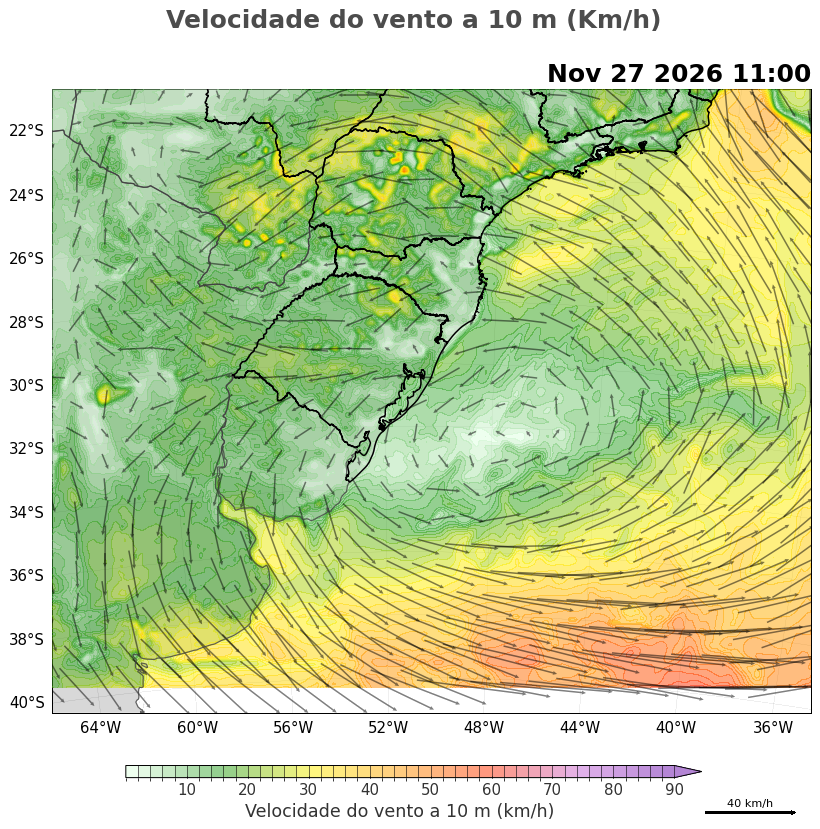 Velocidade do vento a 10 m (Km/h)
Nov 27 2026 11:00
22°S
24°S
26°S
28°S
30°S
32°S
34°S
36°S
38°S
40°S
64°W 60°W 56°W 52°W 48°W 44°W 40°W 36°W
10 20 30 40 50 60 70 80 90
Velocidade do vento a 10 m (km/h)
40 km/h